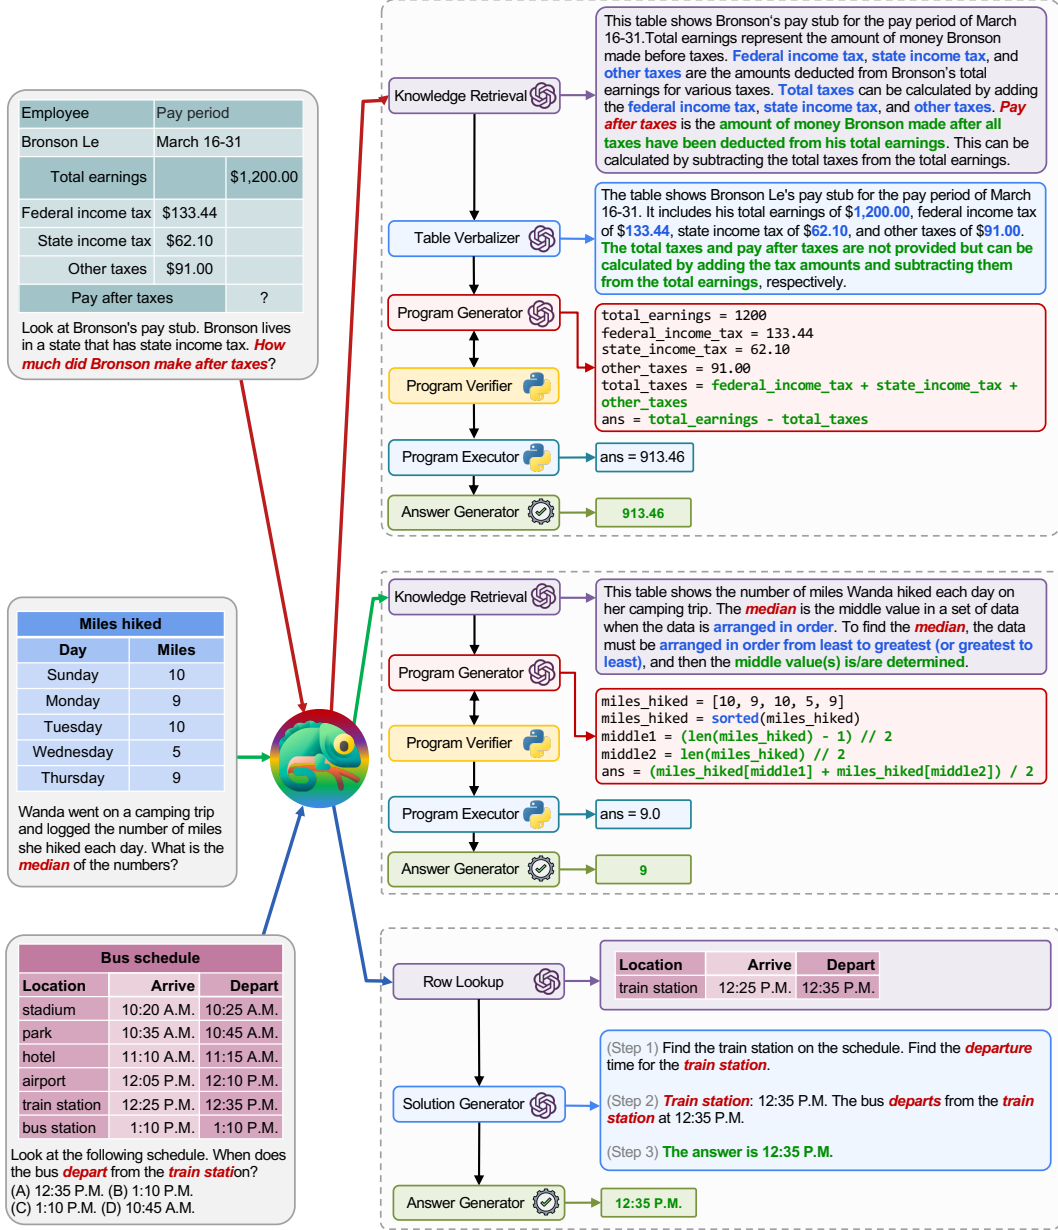 Employee Pay period
Bronson Le March 16-31
Total earnings $1,200.00
Federal income tax $133.44
State income tax $62.10
Other taxes $91.00
Pay after taxes ?
Look at Bronson's pay stub. Bronson lives
in a state that has state income tax. How
much did Bronson make after taxes?
Knowledge Retrieval
This table shows Bronson's pay stub for the pay period of March
16-31.Total earnings represent the amount of money Bronson
made before taxes. Federal income tax, state income tax, and
other taxes are the amounts deducted from Bronson's total
earnings for various taxes. Total taxes can be calculated by adding
the federal income tax, state income tax, and other taxes. Pay
after taxes is the amount of money Bronson made after all
taxes have been deducted from his total earnings. This can be
calculated by subtracting the total taxes from the total earnings.
Table Verbalizer
The table shows Bronson Le's pay stub for the pay period of March
16-31. It includes his total earnings of $1,200.00, federal income tax
of $133.44, state income tax of $62.10, and other taxes of $91.00.
The total taxes and pay after taxes are not provided but can be
calculated by adding the tax amounts and subtracting them
from the total earnings, respectively.
Program Generator
total_earnings = 1200
federal_income_tax = 133.44
state_income_tax = 62.10
other_taxes = 91.00
total_taxes = federal_income_tax + state_income_tax +
other_taxes
ans = total_earnings - total_taxes
Program Verifier
Program Executor
ans = 913.46
Answer Generator
913.46
Miles hiked
Day Miles
Sunday 10
Monday 9
Tuesday 10
Wednesday 5
Thursday 9
Wanda went on a camping trip
and logged the number of miles
she hiked each day. What is the
median of the numbers?
Knowledge Retrieval
This table shows the number of miles Wanda hiked each day on
her camping trip. The median is the middle value in a set of data
when the data is arranged in order. To find the median, the data
must be arranged in order from least to greatest (or greatest to
least), and then the middle value(s) is/are determined.
Program Generator
miles_hiked = [10, 9, 10, 5, 9]
miles_hiked = sorted(miles_hiked)
middle1 = (len(miles_hiked) - 1) // 2
middle2 = len(miles_hiked) // 2
ans = (miles_hiked[middle1] + miles_hiked[middle2]) / 2
Program Verifier
Program Executor
ans = 9.0
Answer Generator
9
Bus schedule
Location Arrive Depart
stadium 10:20 A.M. 10:25 A.M.
park 10:35 A.M. 10:45 A.M.
hotel 11:10 A.M. 11:15 A.M.
airport 12:05 P.M. 12:10 P.M.
train station 12:25 P.M. 12:35 P.M.
bus station 1:10 P.M. 1:10 P.M.
Look at the following schedule. When does
the bus depart from the train station?
(A) 12:35 P.M. (B) 1:10 P.M.
(C) 1:10 P.M. (D) 10:45 A.M.
Row Lookup
Location Arrive Depart
train station 12:25 P.M. 12:35 P.M.
Solution Generator
(Step 1) Find the train station on the schedule. Find the departure
time for the train station.
(Step 2) Train station: 12:35 P.M. The bus departs from the train
station at 12:35 P.M.
(Step 3) The answer is 12:35 P.M.
Answer Generator
12:35 P.M.